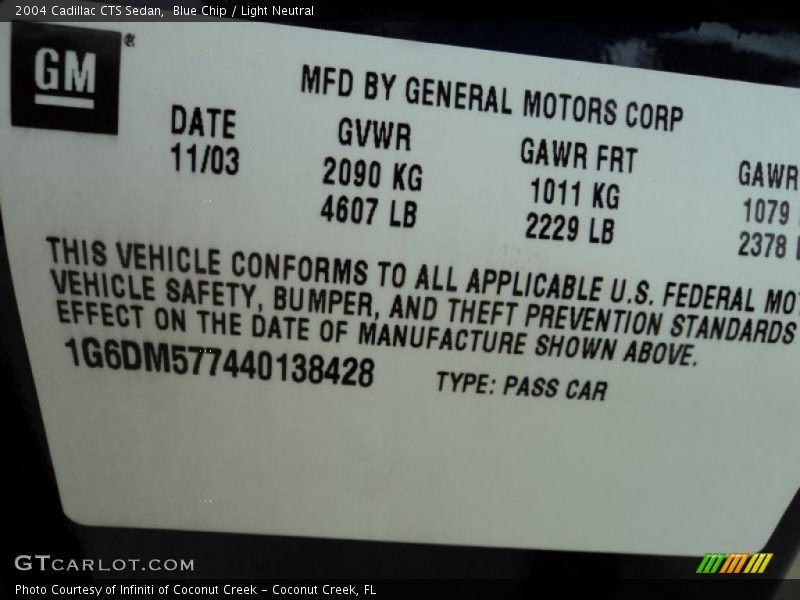 2004 Cadillac CTS Sedan, Blue Chip / Light Neutral
GM®
MFD BY GENERAL MOTORS CORP
DATE GVWR GAWR FRT GAWR
11/03 2090 KG 1011 KG 1079
4607 LB 2229 LB 2378
THIS VEHICLE CONFORMS TO ALL APPLICABLE U.S. FEDERAL MOT
VEHICLE SAFETY, BUMPER, AND THEFT PREVENTION STANDARDS
EFFECT ON THE DATE OF MANUFACTURE SHOWN ABOVE.
1G6DM577440138428 TYPE: PASS CAR
GTCARLOT.COM
Photo Courtesy of Infiniti of Coconut Creek - Coconut Creek, FL